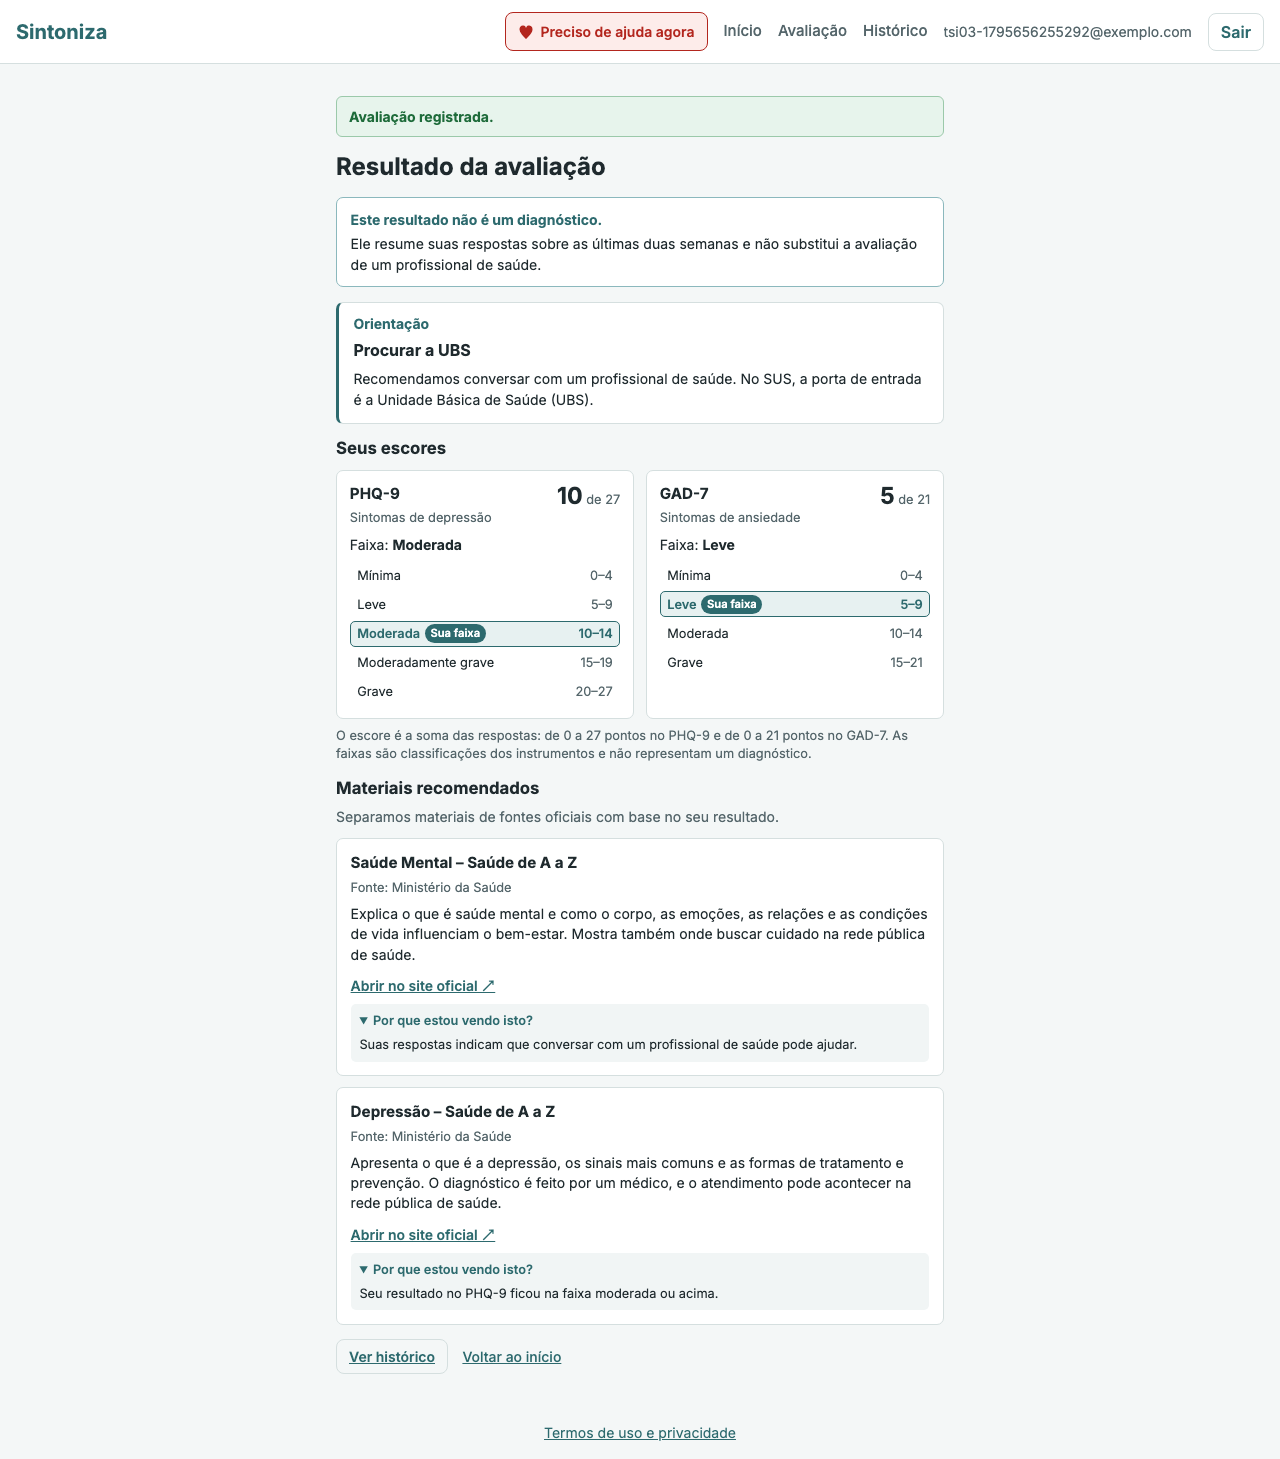 Sintoniza
Preciso de ajuda agora
Início
Avaliação
Histórico
tsi03-1795656255292@exemplo.com
Sair
Avaliação registrada.
Resultado da avaliação
Este resultado não é um diagnóstico.
Ele resume suas respostas sobre as últimas duas semanas e não substitui a avaliação
de um profissional de saúde.
Orientação
Procurar a UBS
Recomendamos conversar com um profissional de saúde. No SUS, a porta de entrada
é a Unidade Básica de Saúde (UBS).
Seus escores
PHQ-9
10 de 27
Sintomas de depressão
Faixa: Moderada
Mínima 0–4
Leve 5–9
Moderada Sua faixa 10–14
Moderadamente grave 15–19
Grave 20–27
GAD-7
5 de 21
Sintomas de ansiedade
Faixa: Leve
Mínima 0–4
Leve Sua faixa 5–9
Moderada 10–14
Grave 15–21
O escore é a soma das respostas: de 0 a 27 pontos no PHQ-9 e de 0 a 21 pontos no GAD-7. As
faixas são classificações dos instrumentos e não representam um diagnóstico.
Materiais recomendados
Separamos materiais de fontes oficiais com base no seu resultado.
Saúde Mental – Saúde de A a Z
Fonte: Ministério da Saúde
Explica o que é saúde mental e como o corpo, as emoções, as relações e as condições
de vida influenciam o bem-estar. Mostra também onde buscar cuidado na rede pública
de saúde.
Abrir no site oficial ↗
▼ Por que estou vendo isto?
Suas respostas indicam que conversar com um profissional de saúde pode ajudar.
Depressão – Saúde de A a Z
Fonte: Ministério da Saúde
Apresenta o que é a depressão, os sinais mais comuns e as formas de tratamento e
prevenção. O diagnóstico é feito por um médico, e o atendimento pode acontecer na
rede pública de saúde.
Abrir no site oficial ↗
▼ Por que estou vendo isto?
Seu resultado no PHQ-9 ficou na faixa moderada ou acima.
Ver histórico
Voltar ao início
Termos de uso e privacidade